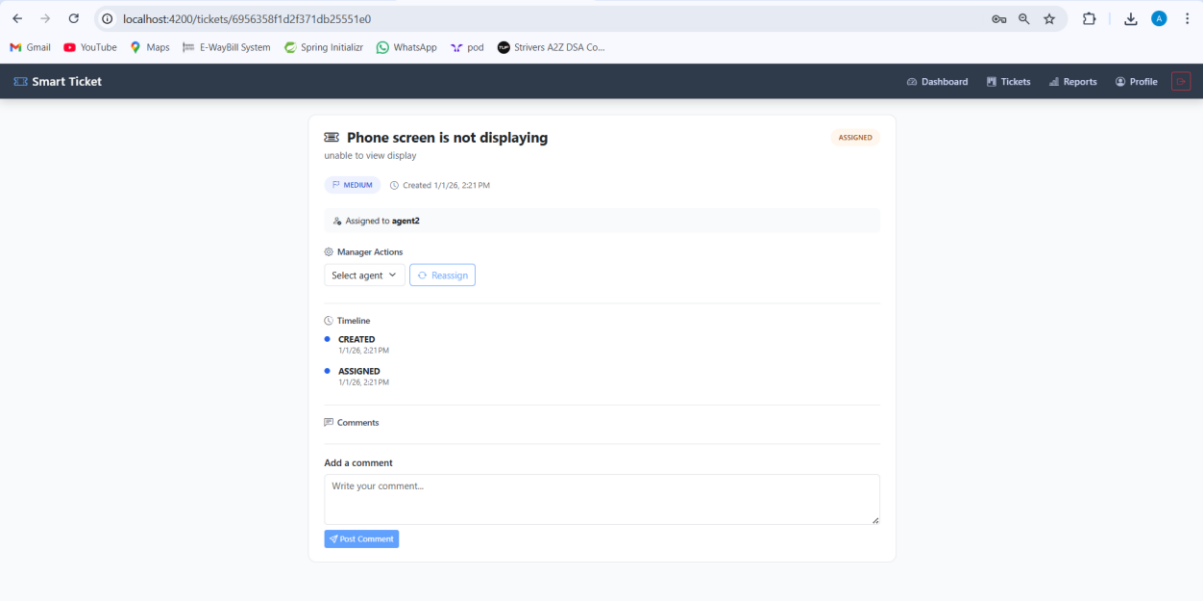 localhost:4200/tickets/6956358f1d2f371db25551e0
A
Gmail YouTube Maps E-WayBill System Spring Initializr WhatsApp pod Strivers A2Z DSA Co...
Smart Ticket Dashboard Tickets Reports Profile
Phone screen is not displaying ASSIGNED
unable to view display
MEDIUM Created 1/1/26, 2:21 PM
Assigned to agent2
Manager Actions
Select agent Reassign
Timeline
CREATED
1/1/26, 2:21 PM
ASSIGNED
1/1/26, 2:21 PM
Comments
Add a comment
Write your comment...
Post Comment